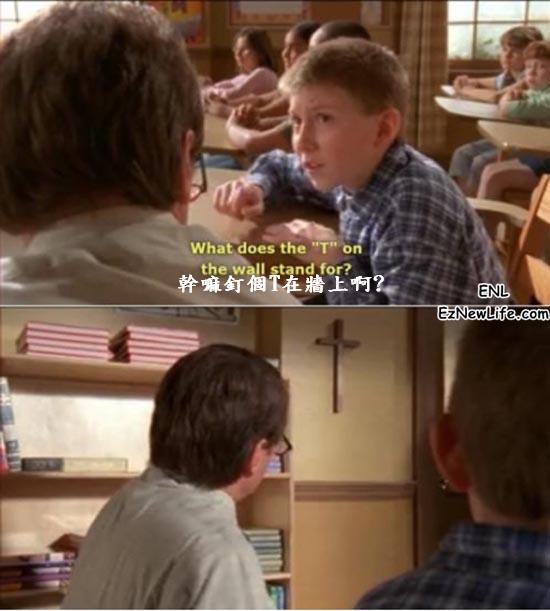 What does the "T" on
the wall stand for?
幹嘛釘個T在牆上啊?
ENL
EzNewLife.com